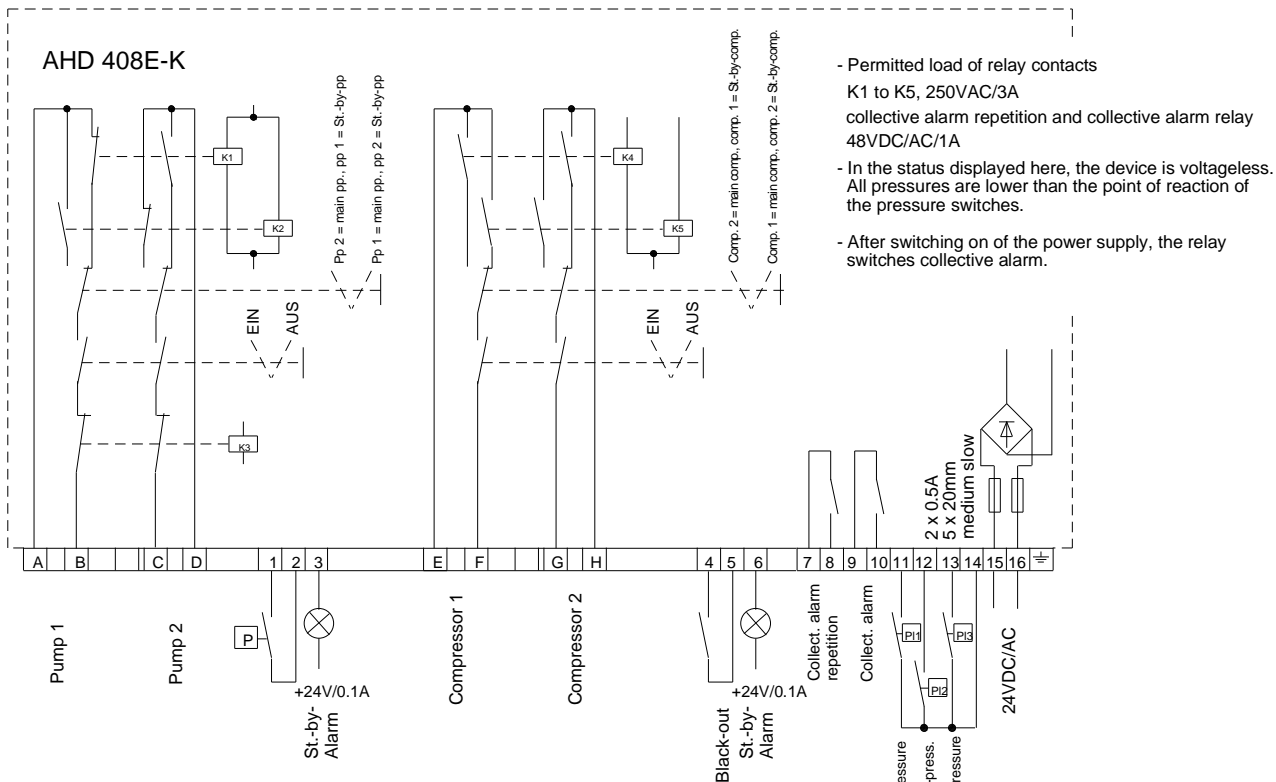 AHD 408E-K
- Permitted load of relay contacts
K1 to K5, 250VAC/3A
collective alarm repetition and collective alarm relay
48VDC/AC/1A
- In the status displayed here, the device is voltageless.
All pressures are lower than the point of reaction of
the pressure switches.
- After switching on of the power supply, the relay
switches collective alarm.
K1
K2
K3
Pp 2 = main pp., pp 1 = St.-by-pp
Pp 1 = main pp., pp 2 = St.-by-pp
EIN
AUS
K4
K5
Comp. 2 = main comp., comp. 1 = St.-by-comp.
Comp. 1 = main comp., comp. 2 = St.-by-comp.
EIN
AUS
2 x 0.5A
5 x 20mm
medium slow
A B C D 1 2 3 E F G H 4 5 6 7 8 9 10 11 12 13 14 15 16
Pump 1
Pump 2
P
+24V/0.1A
St.-by-
Alarm
Compressor 1
Compressor 2
Black-out
+24V/0.1A
St.-by-
Alarm
Collect. alarm
repetition
Collect. alarm
PI1
PI2
PI3
24VDC/AC